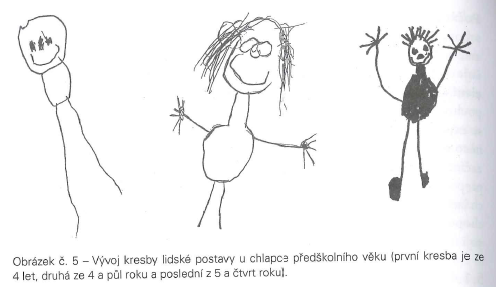 Obrázek č. 5 – Vývoj kresby lidské postavy u chlapce předškolního věku (první kresba je ze
4 let, druhá ze 4 a půl roku a poslední z 5 a čtvrt roku).